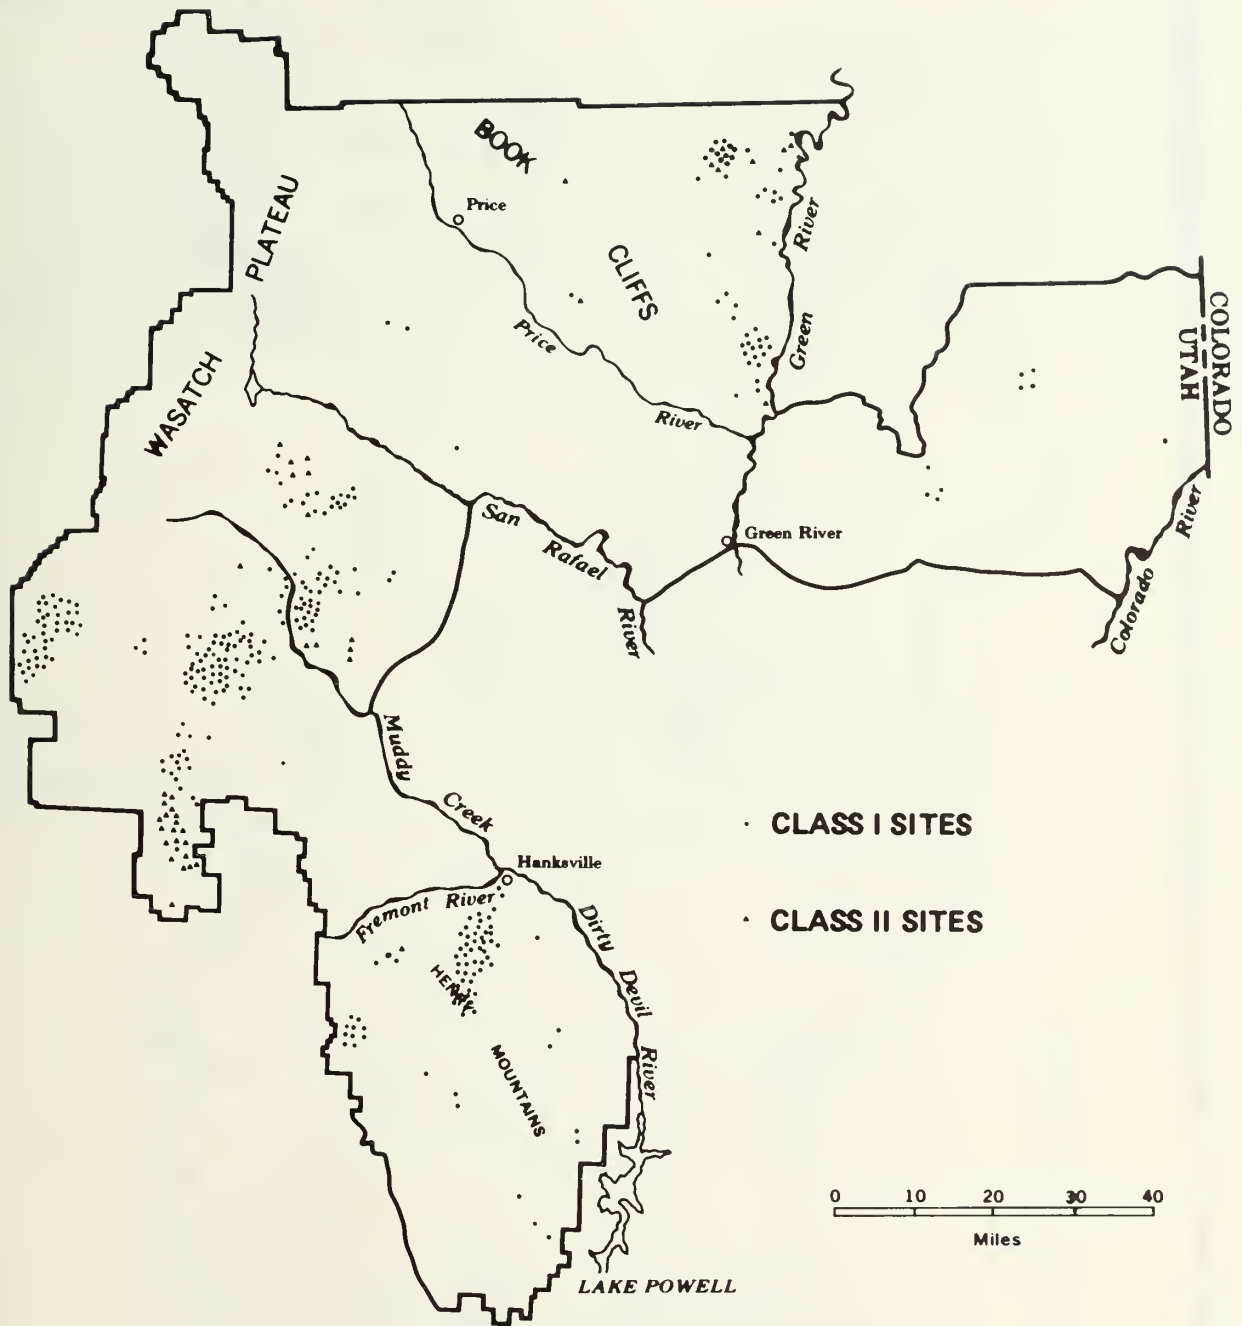 BOOK
CLIFFS
Price
PLATEAU
WASATCH
Price
River
Green
River
COLORADO
UTAH
San
Rafael
River
Green River
Colorado
River
Muddy
Creek
Hanksville
Fremont River
Dirty
Devil
River
HENRY
MOUNTAINS
CLASS I SITES
CLASS II SITES
0 10 20 30 40
Miles
LAKE POWELL